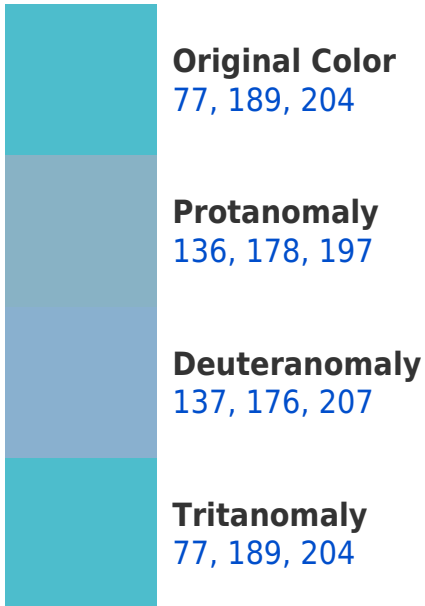 Original Color
77, 189, 204
Protanomaly
136, 178, 197
Deuteranomaly
137, 176, 207
Tritanomaly
77, 189, 204